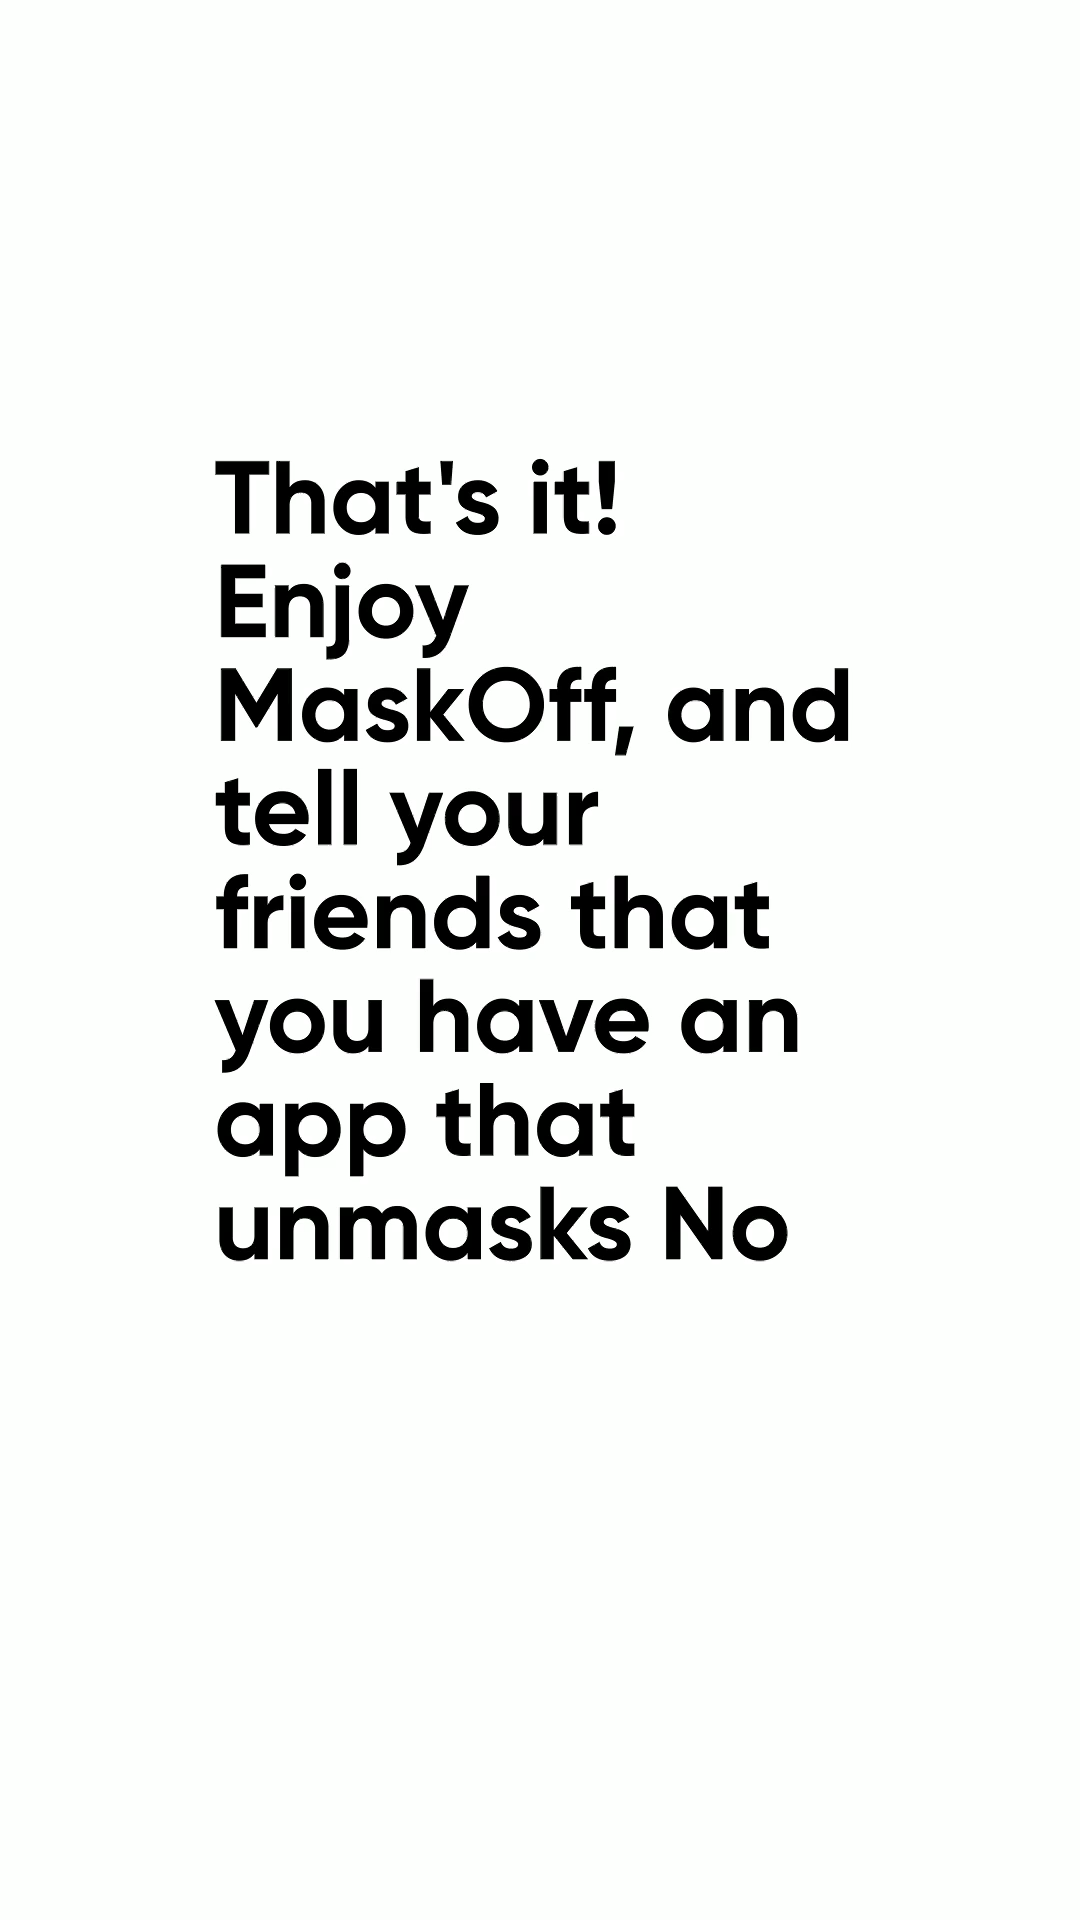 That's it!
Enjoy
MaskOff, and
tell your
friends that
you have an
app that
unmasks No